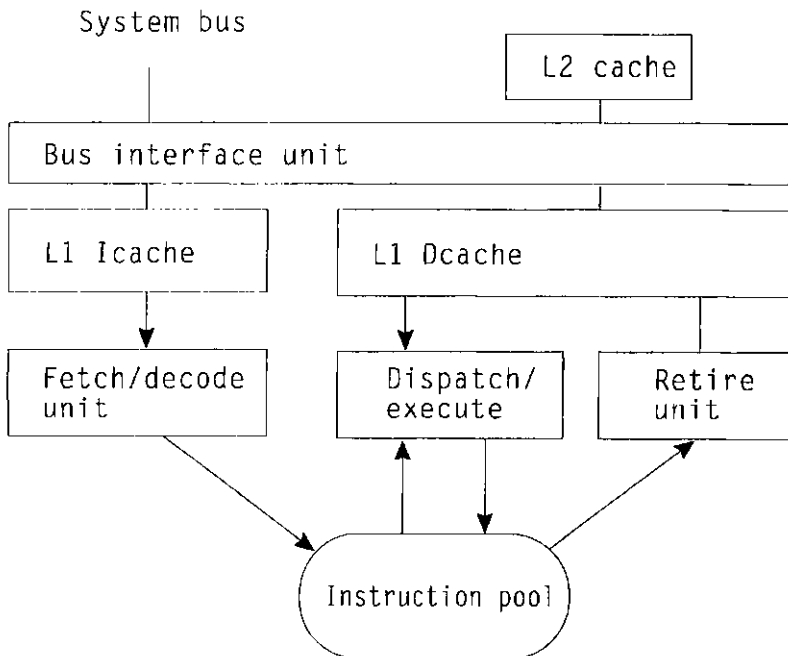 System bus
L2 cache
Bus interface unit
L1 Icache
L1 Dcache
Fetch/decode
unit
Dispatch/
execute
Retire
unit
Instruction pool